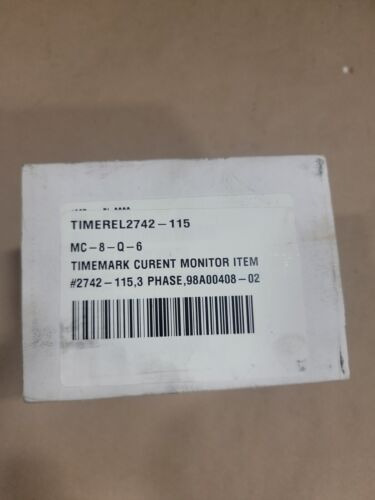 TIMEREL2742-115
MC-8-Q-6
TIMEMARK CURENT MONITOR ITEM
#2742-115,3 PHASE,98A00408-02